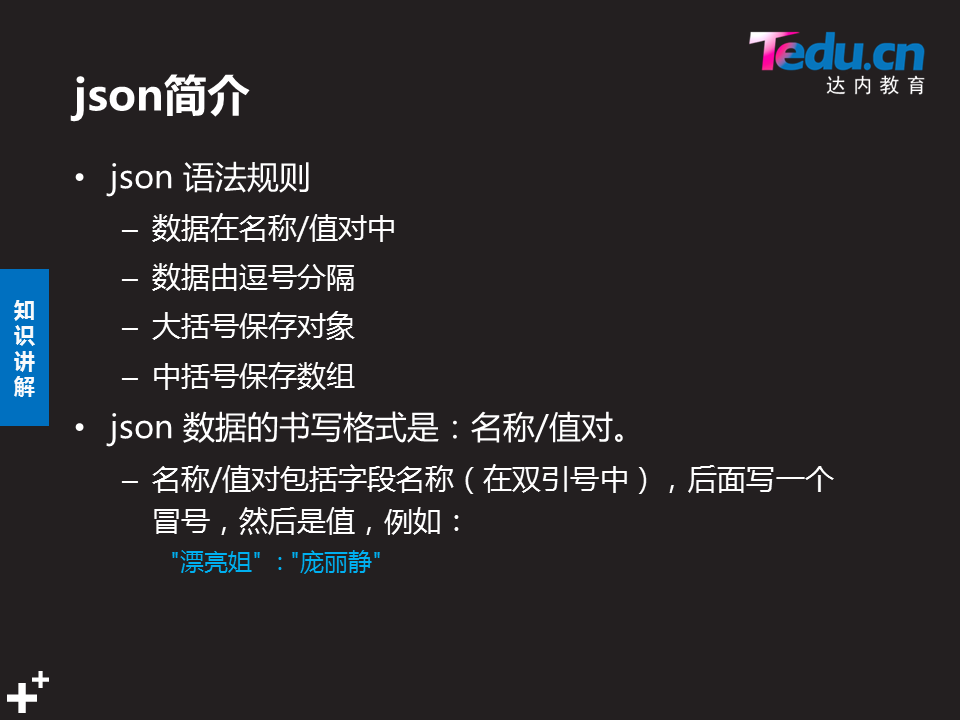 Tedu.cn
达内教育
json简介
• json 语法规则
– 数据在名称/值对中
– 数据由逗号分隔
– 大括号保存对象
– 中括号保存数组
• json 数据的书写格式是：名称/值对。
– 名称/值对包括字段名称（在双引号中），后面写一个
冒号，然后是值，例如：
"漂亮姐" ："庞丽静"
知识讲解